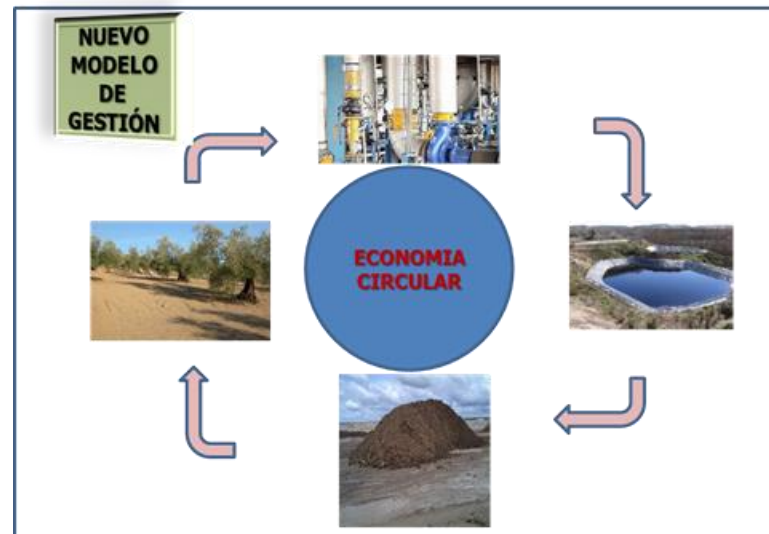 NUEVO
MODELO
DE
GESTIÓN
ECONOMIA
CIRCULAR